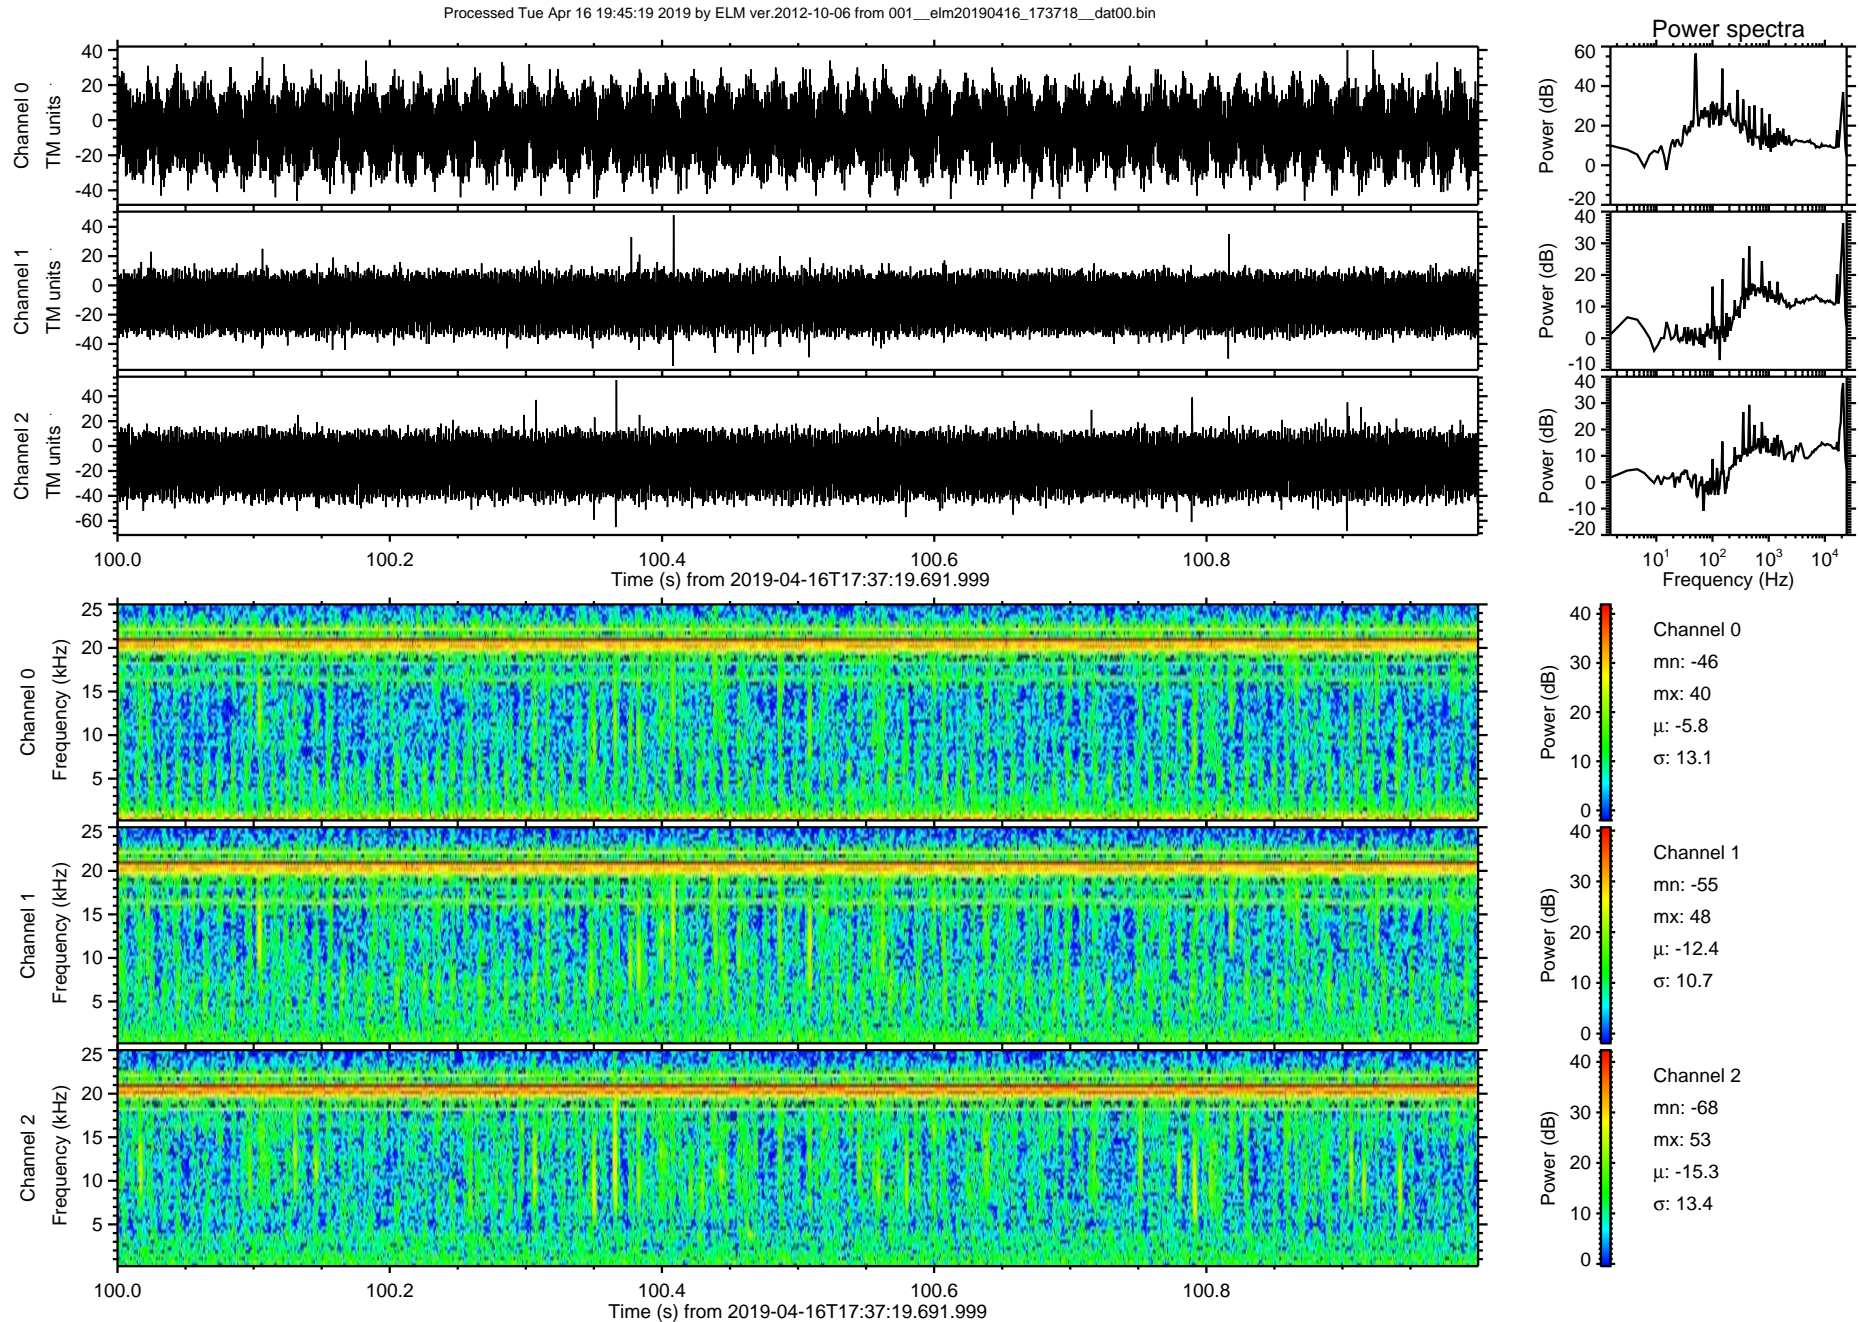 Processed Tue Apr 16 19:45:19 2019 by ELM ver.2012-10-06 from 001__elm20190416_173718__dat00.bin
Power spectra
Channel 0
TM units
40
20
0
-20
-40
Power (dB)
60
40
20
0
-20
Channel 1
TM units
40
20
0
-20
-40
Power (dB)
40
30
20
10
0
-10
Channel 2
TM units
40
20
0
-20
-40
-60
Power (dB)
40
30
20
10
0
-10
-20
100.0 100.2 100.4 100.6 100.8
Time (s) from 2019-04-16T17:37:19.691.999
10¹ 10² 10³ 10⁴
Frequency (Hz)
Channel 0
Frequency (kHz)
25
20
15
10
5
Power (dB)
40
30
20
10
0
Channel 0
mn: -46
mx: 40
μ: -5.8
σ: 13.1
Channel 1
Frequency (kHz)
25
20
15
10
5
Power (dB)
40
30
20
10
0
Channel 1
mn: -55
mx: 48
μ: -12.4
σ: 10.7
Channel 2
Frequency (kHz)
25
20
15
10
5
Power (dB)
40
30
20
10
0
Channel 2
mn: -68
mx: 53
μ: -15.3
σ: 13.4
100.0 100.2 100.4 100.6 100.8
Time (s) from 2019-04-16T17:37:19.691.999